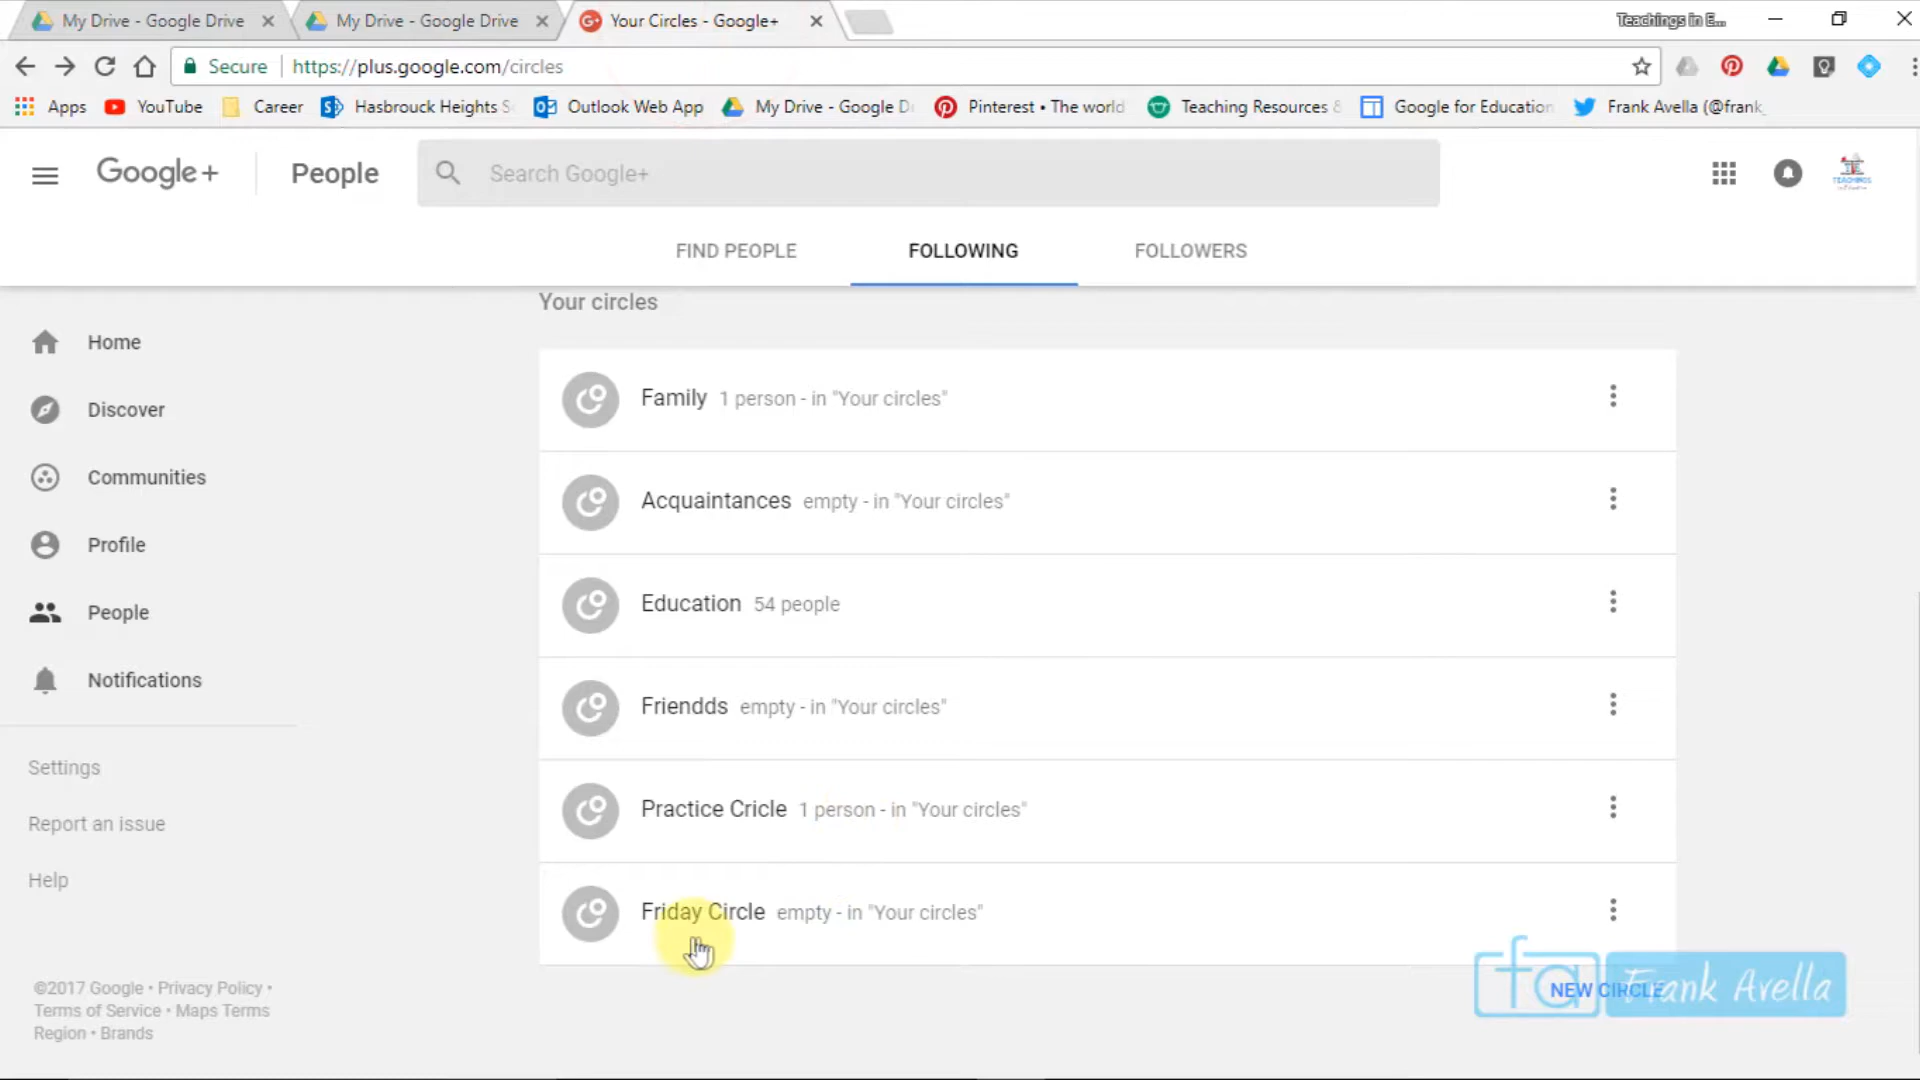 My Drive - Google Drive
My Drive - Google Drive
Your Circles - Google+
Teachings in E...
Secure
https://plus.google.com/circles
Apps
YouTube
Career
Hasbrouck Heights S
Outlook Web App
My Drive - Google D
Pinterest • The world
Teaching Resources &
Google for Education
Frank Avella (@frank_
Google+
People
Search Google+
TEACHINGS
FIND PEOPLE
FOLLOWING
FOLLOWERS
Your circles
Home
Discover
Communities
Profile
People
Notifications
Settings
Report an issue
Help
Family 1 person - in "Your circles"
Acquaintances empty - in "Your circles"
Education 54 people
Friendds empty - in "Your circles"
Practice Cricle 1 person - in "Your circles"
Friday Circle empty - in "Your circles"
NEW CIRCLE
fa Frank Avella
©2017 Google • Privacy Policy •
Terms of Service • Maps Terms
Region • Brands